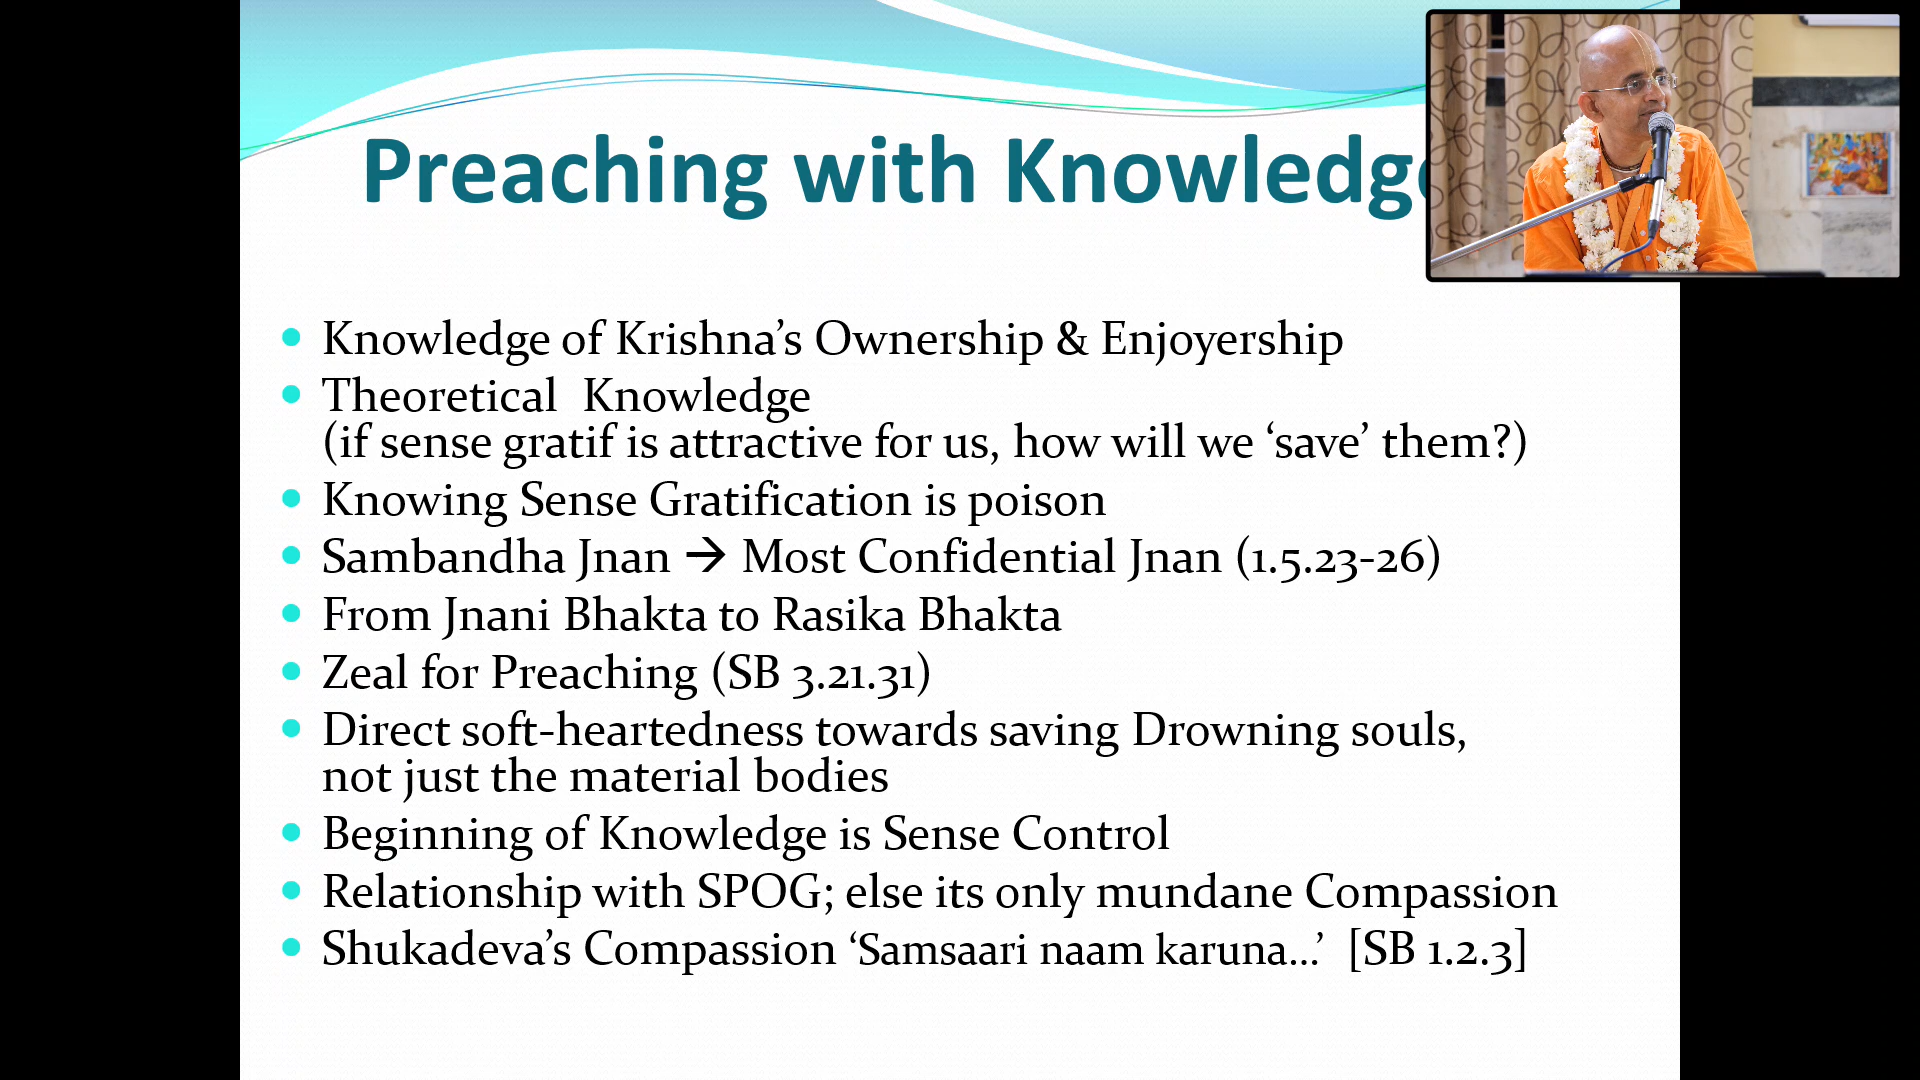 Preaching with Knowledge
• Knowledge of Krishna’s Ownership & Enjoyership
• Theoretical  Knowledge
(if sense gratif is attractive for us, how will we ‘save’ them?)
• Knowing Sense Gratification is poison
• Sambandha Jnan → Most Confidential Jnan (1.5.23-26)
• From Jnani Bhakta to Rasika Bhakta
• Zeal for Preaching (SB 3.21.31)
• Direct soft-heartedness towards saving Drowning souls,
not just the material bodies
• Beginning of Knowledge is Sense Control
• Relationship with SPOG; else its only mundane Compassion
• Shukadeva’s Compassion ‘Samsaari naam karuna...’  [SB 1.2.3]